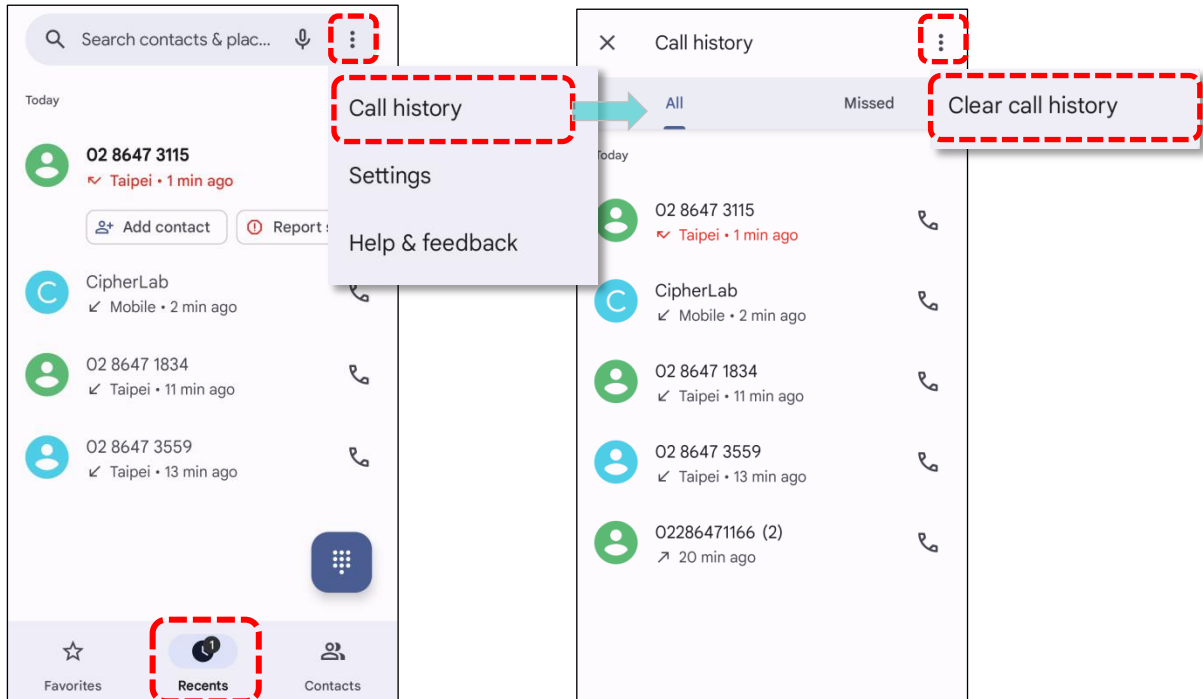 Search contacts & plac...
Today
02 8647 3115
Taipei • 1 min ago
Add contact
Report
CipherLab
Mobile • 2 min ago
02 8647 1834
Taipei • 11 min ago
02 8647 3559
Taipei • 13 min ago
1
Favorites
Recents
Contacts
Call history
Settings
Help & feedback
Call history
All
Missed
Clear call history
Today
02 8647 3115
Taipei • 1 min ago
C
CipherLab
Mobile • 2 min ago
02 8647 1834
Taipei • 11 min ago
02 8647 3559
Taipei • 13 min ago
02286471166 (2)
20 min ago